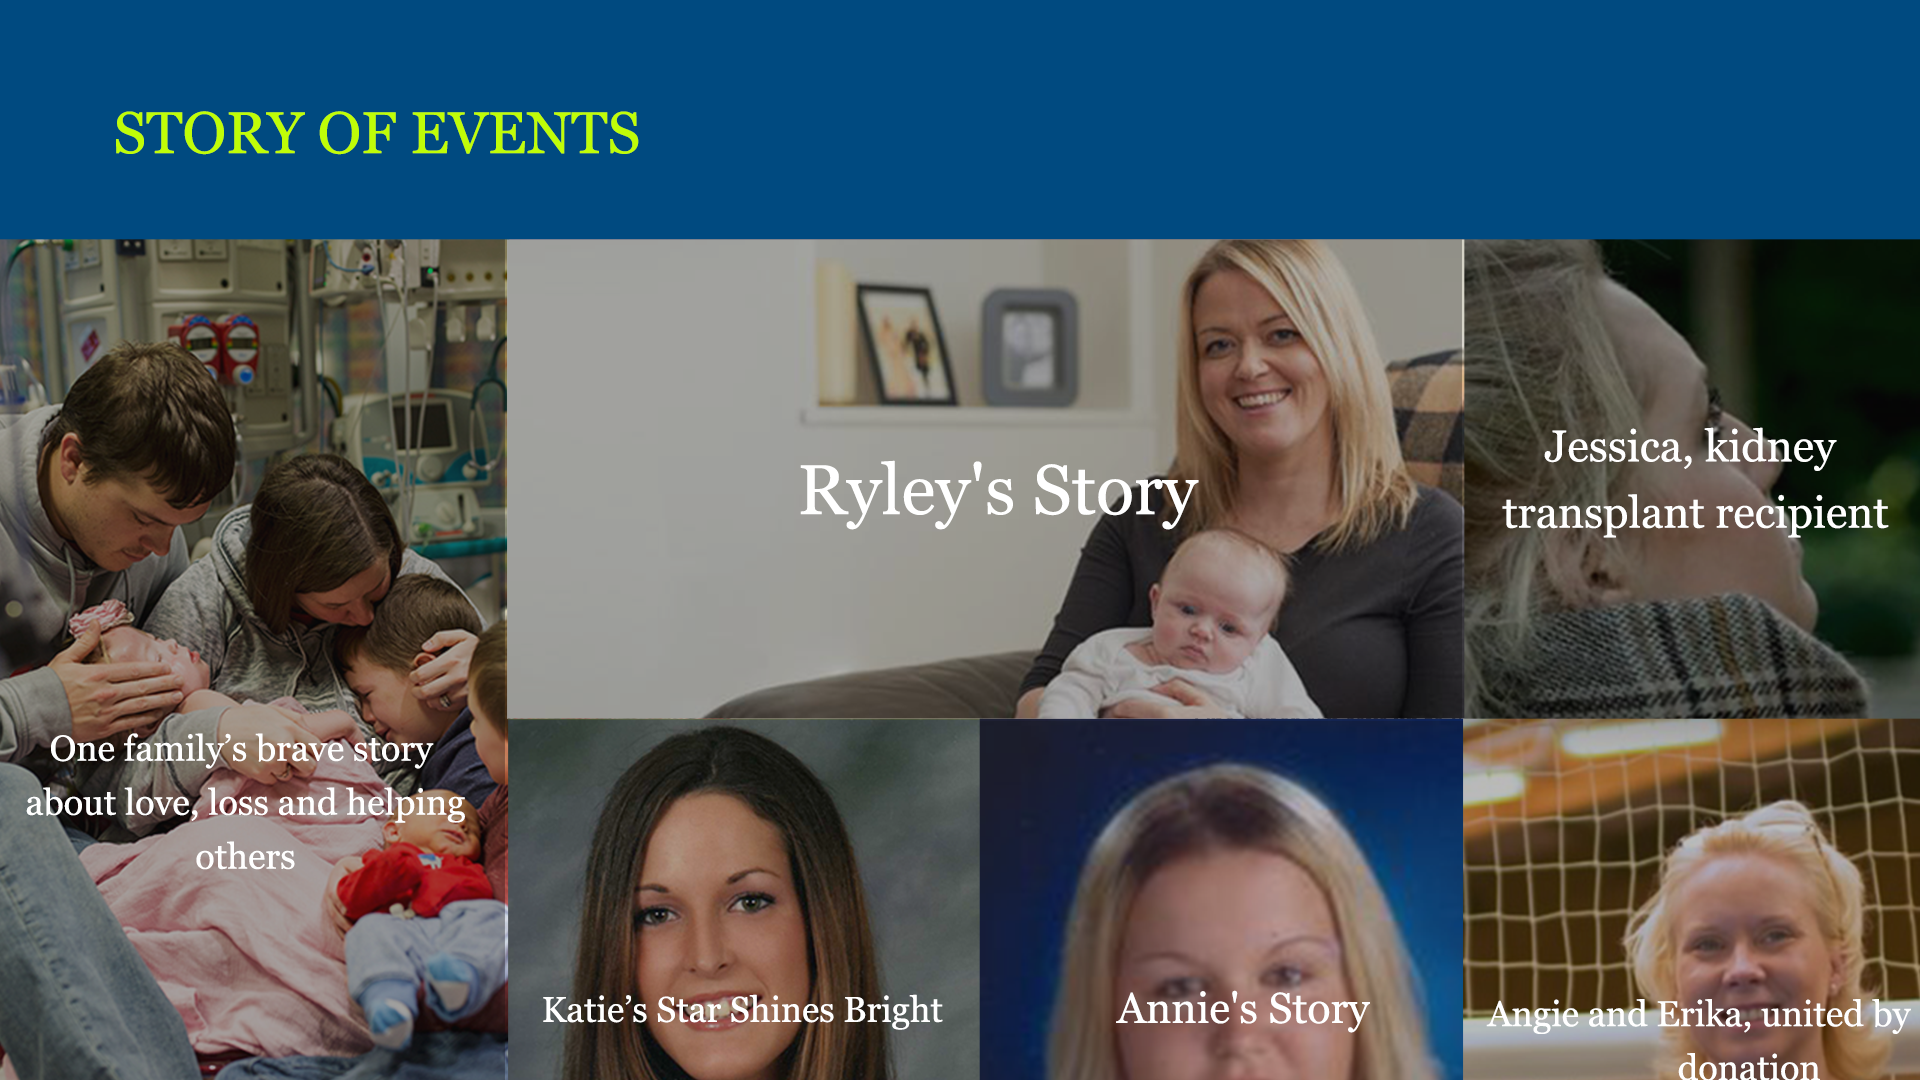 STORY OF EVENTS
Ryley's Story
Jessica, kidney
transplant recipient
One family’s brave story
about love, loss and helping
others
Katie’s Star Shines Bright
Annie's Story
Angie and Erika, united by
donation